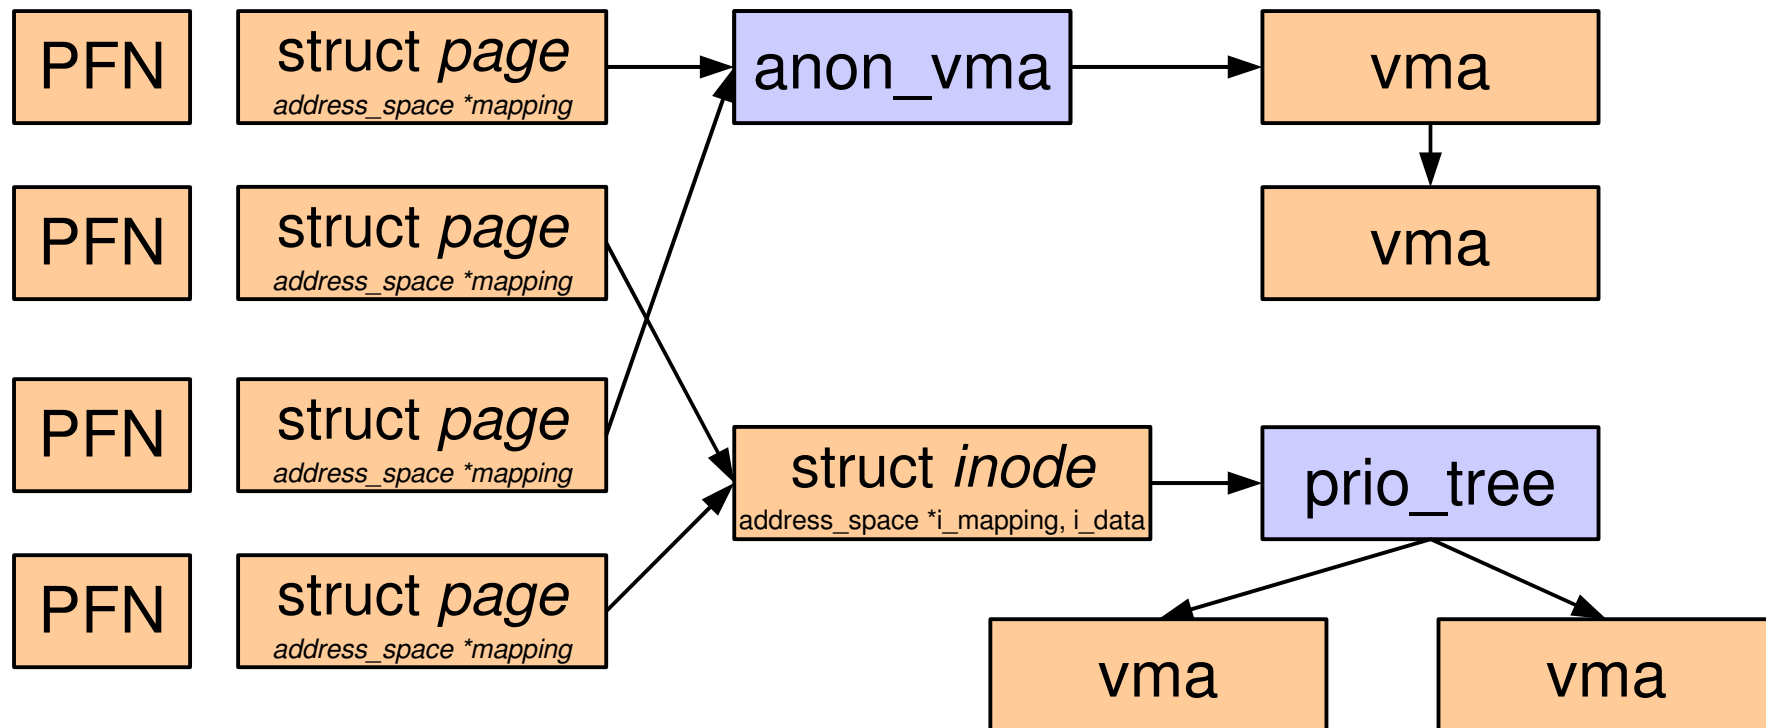 PFN
struct page
address_space *mapping
anon_vma
vma
PFN
struct page
address_space *mapping
vma
PFN
struct page
address_space *mapping
struct inode
address_space *i_mapping, i_data
prio_tree
PFN
struct page
address_space *mapping
vma
vma